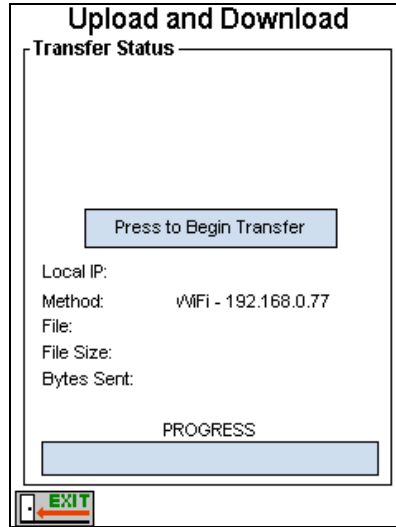 Upload and Download
Transfer Status
Press to Begin Transfer
Local IP:
Method: WiFi - 192.168.0.77
File:
File Size:
Bytes Sent:
PROGRESS
EXIT